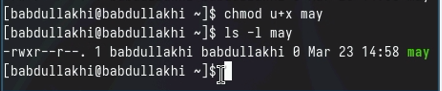 [babdullakhi@babdullakhi ~]$ chmod u+x may
[babdullakhi@babdullakhi ~]$ ls -l may
-rwxr--r--. 1 babdullakhi babdullakhi 0 Mar 23 14:58 may
[babdullakhi@babdullakhi ~]$